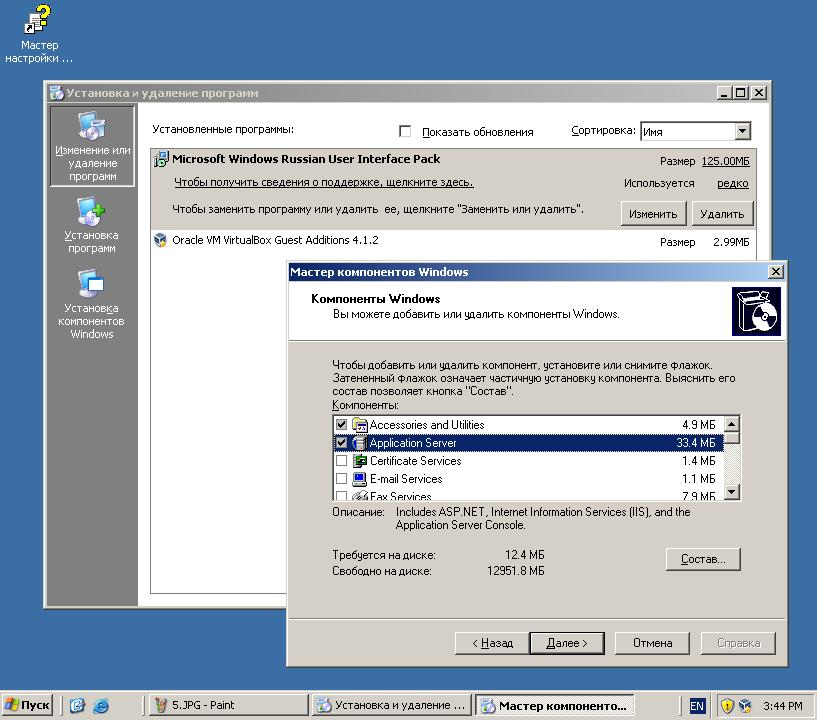 Мастер
настройки ...
Установка и удаление программ
Изменение или
удаление
программ
Установка
программ
Установка
компонентов
Windows
Установленные программы:
Показать обновления
Сортировка: Имя
Microsoft Windows Russian User Interface Pack
Размер 125.00МБ
Чтобы получить сведения о поддержке, щелкните здесь.
Используется редко
Чтобы заменить программу или удалить ее, щелкните "Заменить или удалить".
Изменить Удалить
Oracle VM VirtualBox Guest Additions 4.1.2
Размер 2.99МБ
Мастер компонентов Windows
Компоненты Windows
Вы можете добавить или удалить компоненты Windows.
Чтобы добавить или удалить компонент, установите или снимите флажок.
Затененный флажок означает частичную установку компонента. Выяснить его
состав позволяет кнопка "Состав".
Компоненты:
Accessories and Utilities 4.9 МБ
Application Server 33.4 МБ
Certificate Services 1.4 МБ
E-mail Services 1.1 МБ
Fax Services 7.9 МБ
Описание: Includes ASP.NET, Internet Information Services (IIS), and the
Application Server Console.
Требуется на диске: 12.4 МБ
Свободно на диске: 12951.8 МБ
Состав...
< Назад Далее > Отмена Справка
Пуск
5.JPG - Paint
Установка и удаление ...
Мастер компоненто...
EN
3:44 PM